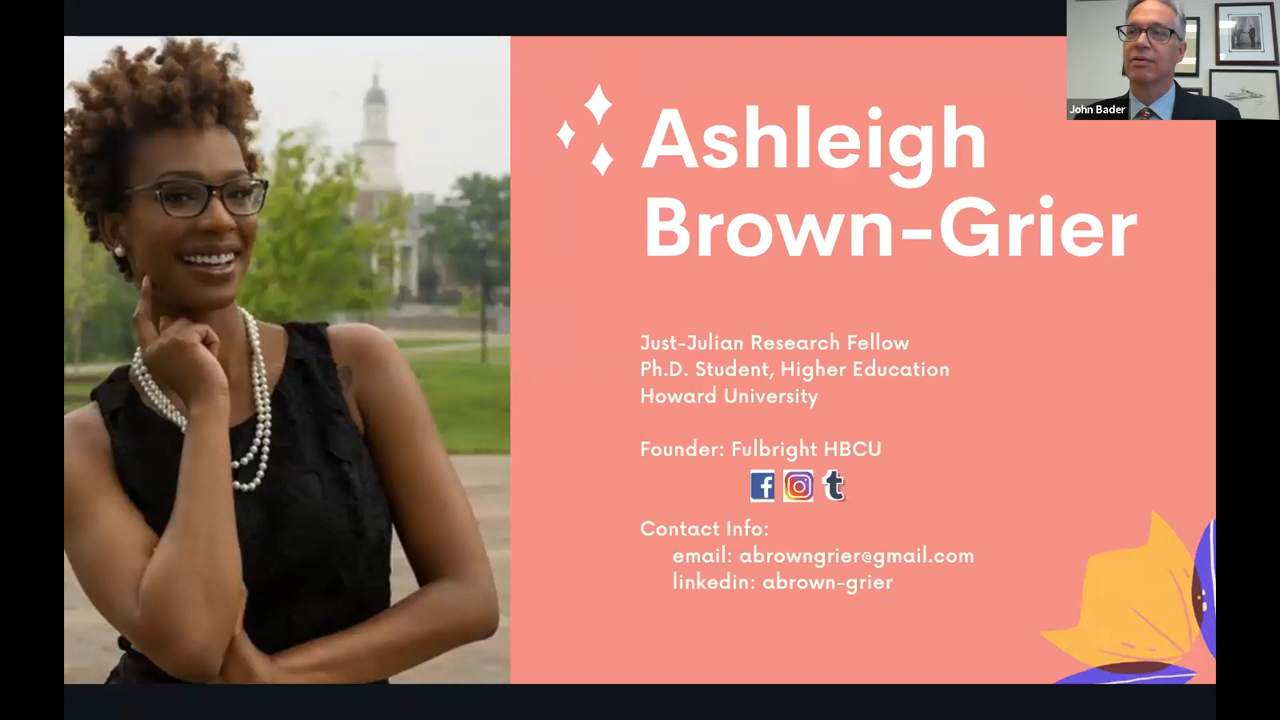 John Bader
Ashleigh
Brown-Grier
Just-Julian Research Fellow
Ph.D. Student, Higher Education
Howard University
Founder: Fulbright HBCU
Contact Info:
email: abrowngrier@gmail.com
linkedin: abrown-grier